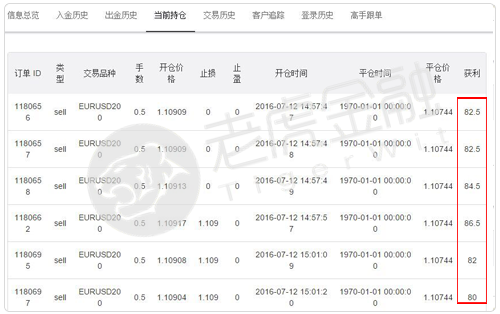 信息总览 入金历史 出金历史 当前持仓 交易历史 客户追踪 登录历史 高手跟单
订单 ID 类型 交易品种 手数 开仓价格 止损 止盈 开仓时间 平仓时间 平仓价格 获利
1180656 sell EURUSD200 0.5 1.10909 0 0 2016-07-12 14:57:47 1970-01-01 00:00:00 1.10744 82.5
1180657 sell EURUSD200 0.5 1.10909 0 0 2016-07-12 14:57:48 1970-01-01 00:00:00 1.10744 82.5
1180658 sell EURUSD200 0.5 1.10913 0 0 2016-07-12 14:57:49 1970-01-01 00:00:00 1.10744 84.5
1180662 sell EURUSD200 0.5 1.10917 1.109 0 2016-07-12 14:57:57 1970-01-01 00:00:00 1.10744 86.5
1180695 sell EURUSD200 0.5 1.10908 1.109 0 2016-07-12 15:01:09 1970-01-01 00:00:00 1.10744 82
1180697 sell EURUSD200 0.5 1.10904 1.109 0 2016-07-12 15:01:20 1970-01-01 00:00:00 1.10744 80
老虎金融
TigerWit